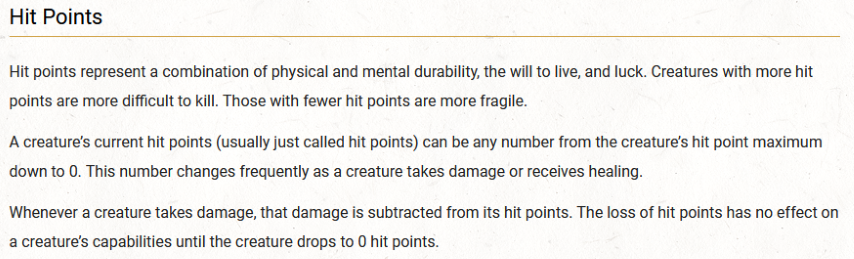 Hit Points
Hit points represent a combination of physical and mental durability, the will to live, and luck. Creatures with more hit
points are more difficult to kill. Those with fewer hit points are more fragile.
A creature’s current hit points (usually just called hit points) can be any number from the creature’s hit point maximum
down to 0. This number changes frequently as a creature takes damage or receives healing.
Whenever a creature takes damage, that damage is subtracted from its hit points. The loss of hit points has no effect on
a creature’s capabilities until the creature drops to 0 hit points.